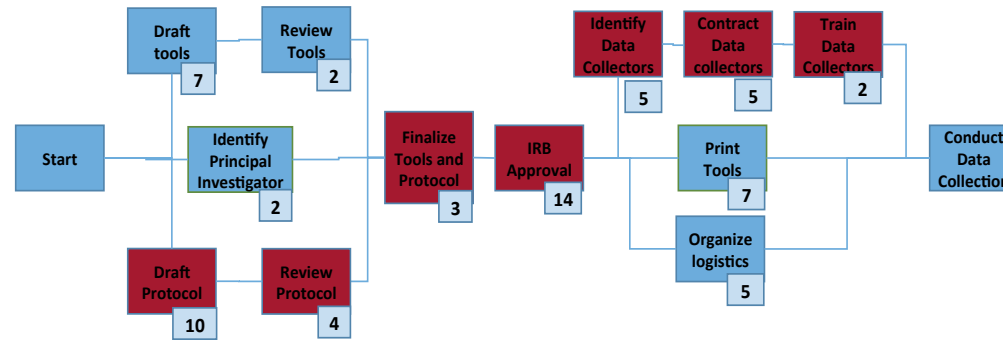 Start
Draft
tools
7
Review
Tools
2
Identify
Principal
Investigator
2
Draft
Protocol
10
Review
Protocol
4
Finalize
Tools and
Protocol
3
IRB
Approval
14
Identify
Data
Collectors
5
Contract
Data
collectors
5
Train
Data
Collectors
2
Print
Tools
7
Organize
logistics
5
Conduct
Data
Collection